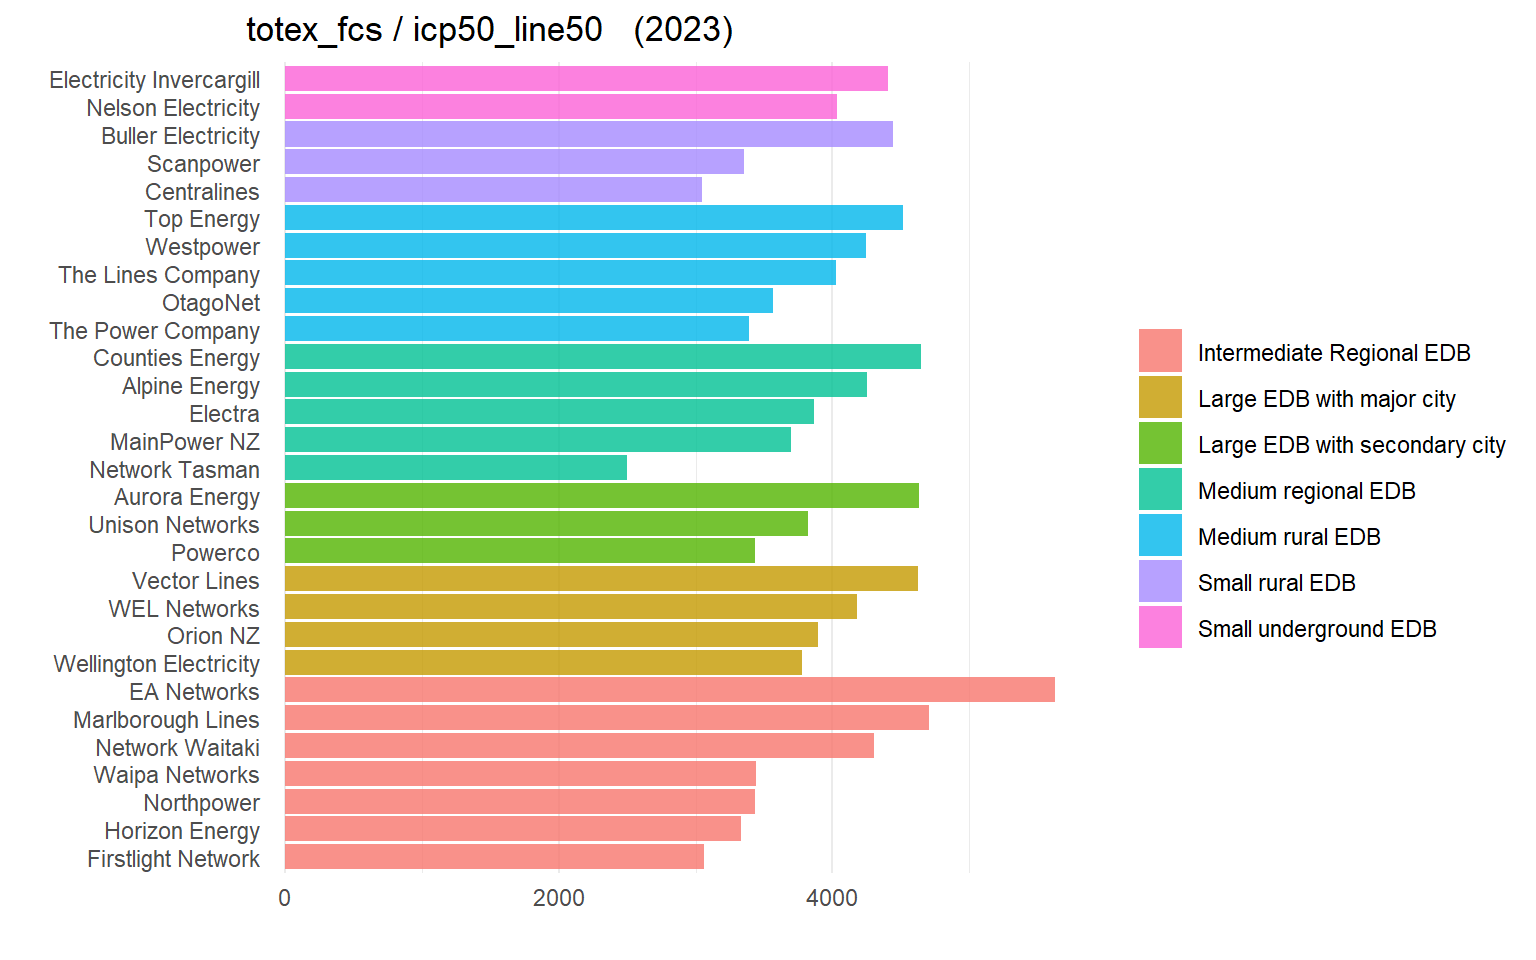 totex_fcs / icp50_line50 (2023)
Electricity Invercargill
Nelson Electricity
Buller Electricity
Scanpower
Centralines
Top Energy
Westpower
The Lines Company
OtagoNet
The Power Company
Counties Energy
Alpine Energy
Electra
MainPower NZ
Network Tasman
Aurora Energy
Unison Networks
Powerco
Vector Lines
WEL Networks
Orion NZ
Wellington Electricity
EA Networks
Marlborough Lines
Network Waitaki
Waipa Networks
Northpower
Horizon Energy
Firstlight Network
0 2000 4000
Intermediate Regional EDB
Large EDB with major city
Large EDB with secondary city
Medium regional EDB
Medium rural EDB
Small rural EDB
Small underground EDB